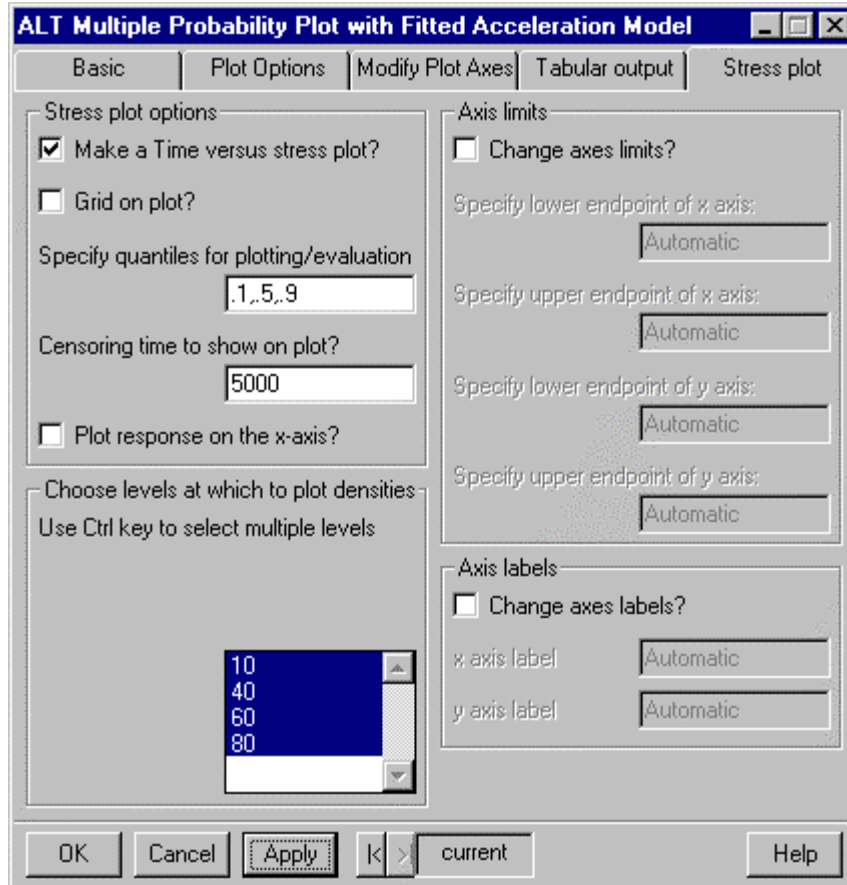 ALT Multiple Probability Plot with Fitted Acceleration Model
Basic
Plot Options
Modify Plot Axes
Tabular output
Stress plot
Stress plot options
Make a Time versus stress plot?
Grid on plot?
Specify quantiles for plotting/evaluation
.1,.5,.9
Censoring time to show on plot?
5000
Plot response on the x-axis?
Choose levels at which to plot densities
Use Ctrl key to select multiple levels
10
40
60
80
Axis limits
Change axes limits?
Specify lower endpoint of x axis:
Automatic
Specify upper endpoint of x axis:
Automatic
Specify lower endpoint of y axis:
Automatic
Specify upper endpoint of y axis:
Automatic
Axis labels
Change axes labels?
x axis label
Automatic
y axis label
Automatic
OK
Cancel
Apply
current
Help